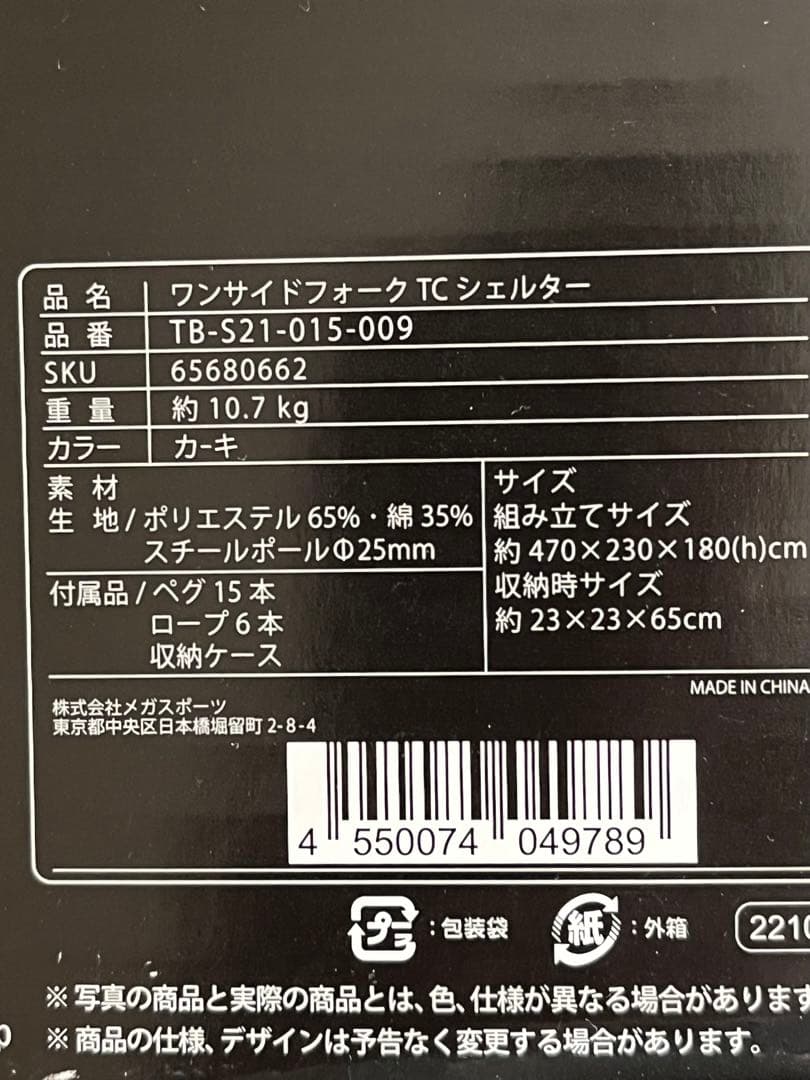 品 名 ワンサイドフォーク TC シェルター
品 番 TB-S21-015-009
SKU 65680662
重 量 約 10.7 kg
カラー カーキ
素 材
生 地 / ポリエステル 65%・綿 35%
スチールポールΦ25mm
付属品 / ペグ 15 本
ロープ 6 本
収納ケース
サイズ
組み立てサイズ
約 470×230×180(h)cm
収納時サイズ
約 23×23×65cm
MADE IN CHINA
株式会社メガスポーツ
東京都中央区日本橋堀留町 2-8-4
4 550074 049789
プラ : 包装袋 紙 : 外箱 2210
※ 写真の商品と実際の商品とは、色、仕様が異なる場合があります
※ 商品の仕様、デザインは予告なく変更する場合があります。